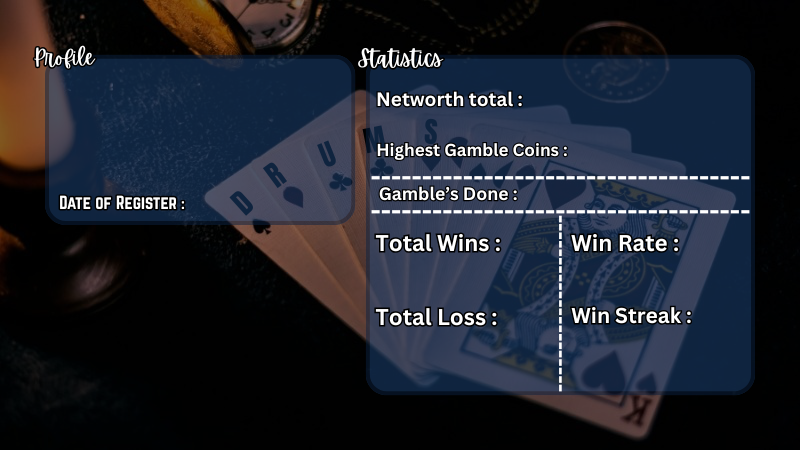 Profile
Statistics
Networth total :
Highest Gamble Coins :
Gamble's Done :
Date of Register :
Total Wins :
Win Rate :
Total Loss :
Win Streak :
D R U M S
K